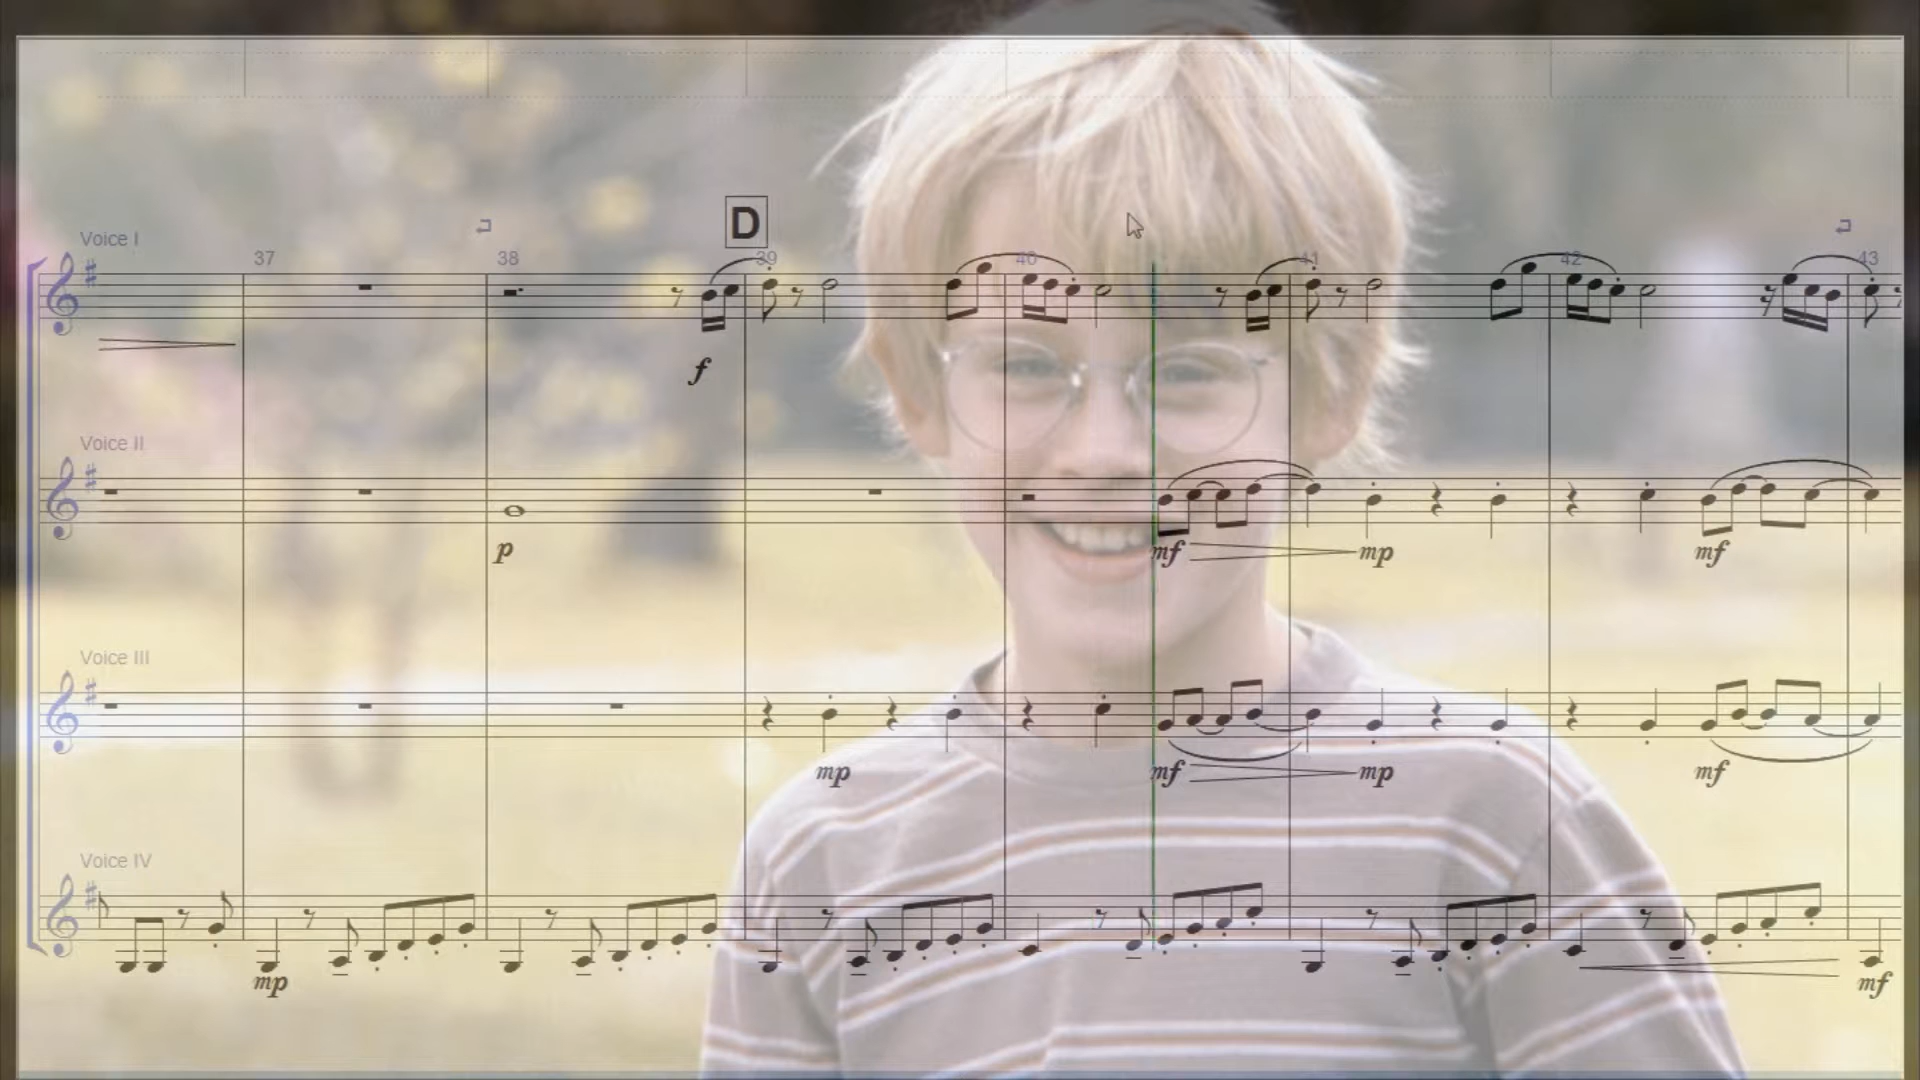 D
Voice I
37
38
39
40
41
42
43
f
Voice II
p
mf
mp
mf
Voice III
mp
mf
mp
mf
Voice IV
mp
mf